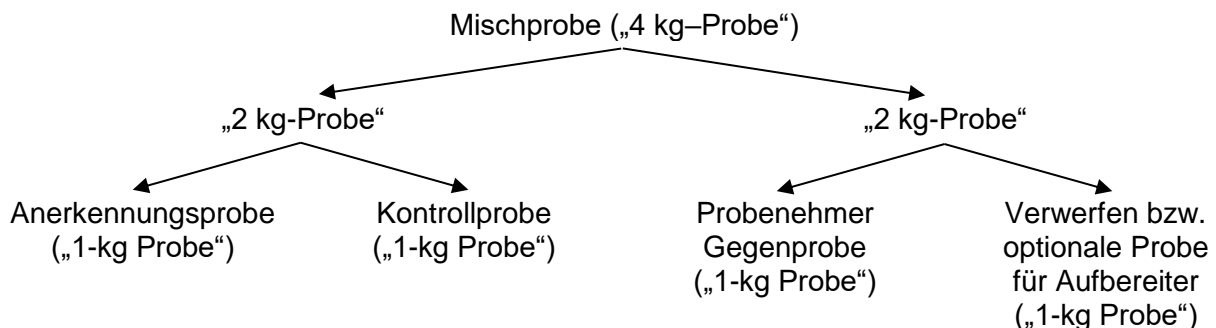 Mischprobe („4 kg–Probe“)
„2 kg-Probe“
„2 kg-Probe“
Anerkennungsprobe
(„1-kg Probe“)
Kontrollprobe
(„1-kg Probe“)
Probenehmer
Gegenprobe
(„1-kg Probe“)
Verwerfen bzw.
optionale Probe
für Aufbereiter
(„1-kg Probe“)